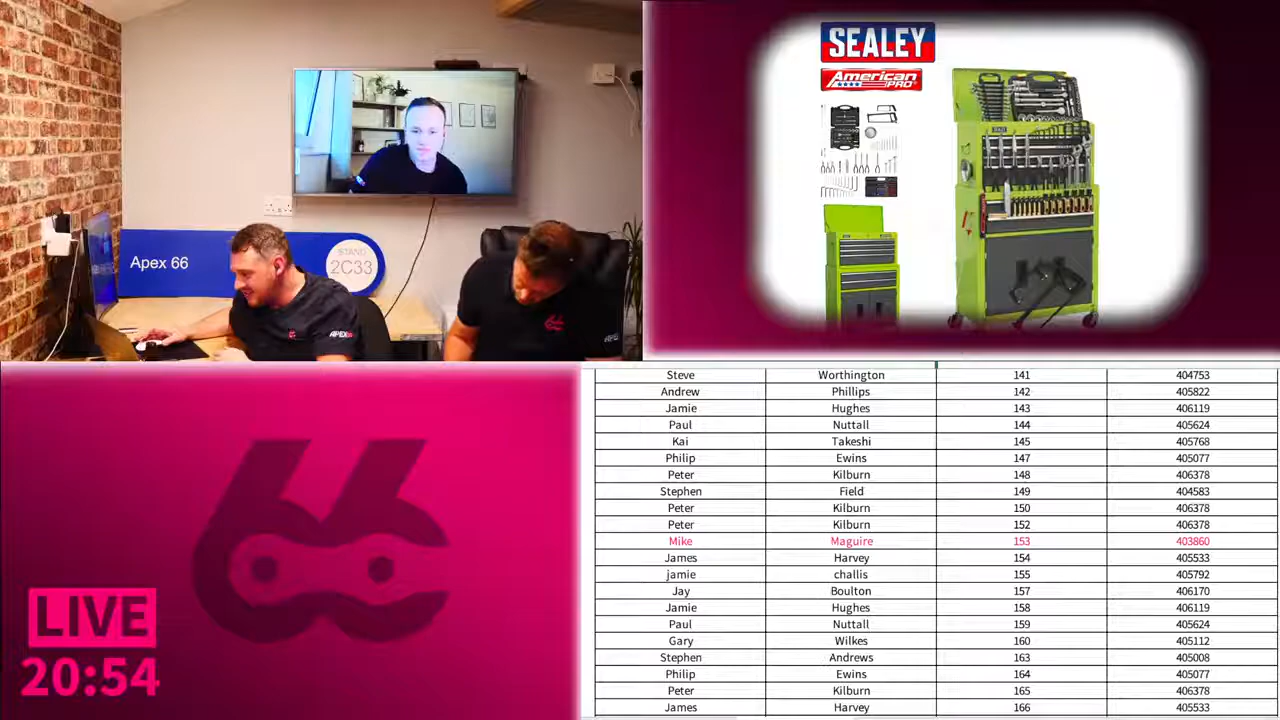 SEALEY
American
PRO
SEALEY
Apex 66
STAND
2C33
APEX66
Steve Worthington 141 404753
Andrew Phillips 142 405822
Jamie Hughes 143 406119
Paul Nuttall 144 405624
Kai Takeshi 145 405768
Philip Ewins 147 405077
Peter Kilburn 148 406378
Stephen Field 149 404583
Peter Kilburn 150 406378
Peter Kilburn 152 406378
Mike Maguire 153 403860
James Harvey 154 405533
jamie challis 155 405792
Jay Boulton 157 406170
Jamie Hughes 158 406119
Paul Nuttall 159 405624
Gary Wilkes 160 405112
Stephen Andrews 163 405008
Philip Ewins 164 405077
Peter Kilburn 165 406378
James Harvey 166 405533
66
LIVE
20:54